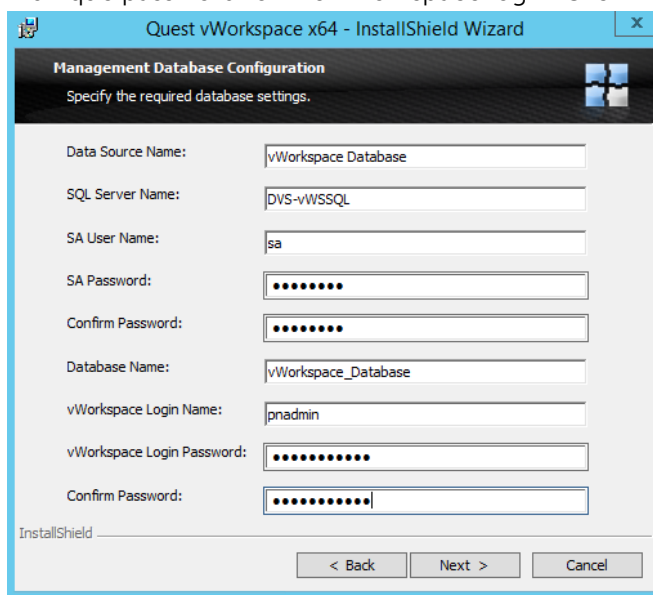 Quest vWorkspace x64 - InstallShield Wizard x
Management Database Configuration
Specify the required database settings.
Data Source Name: vWorkspace Database
SQL Server Name: DVS-vWSSQL
SA User Name: sa
SA Password: ●●●●●●●●
Confirm Password: ●●●●●●●●
Database Name: vWorkspace_Database
vWorkspace Login Name: pnadmin
vWorkspace Login Password: ●●●●●●●●●●●
Confirm Password: ●●●●●●●●●●●
InstallShield
< Back Next > Cancel